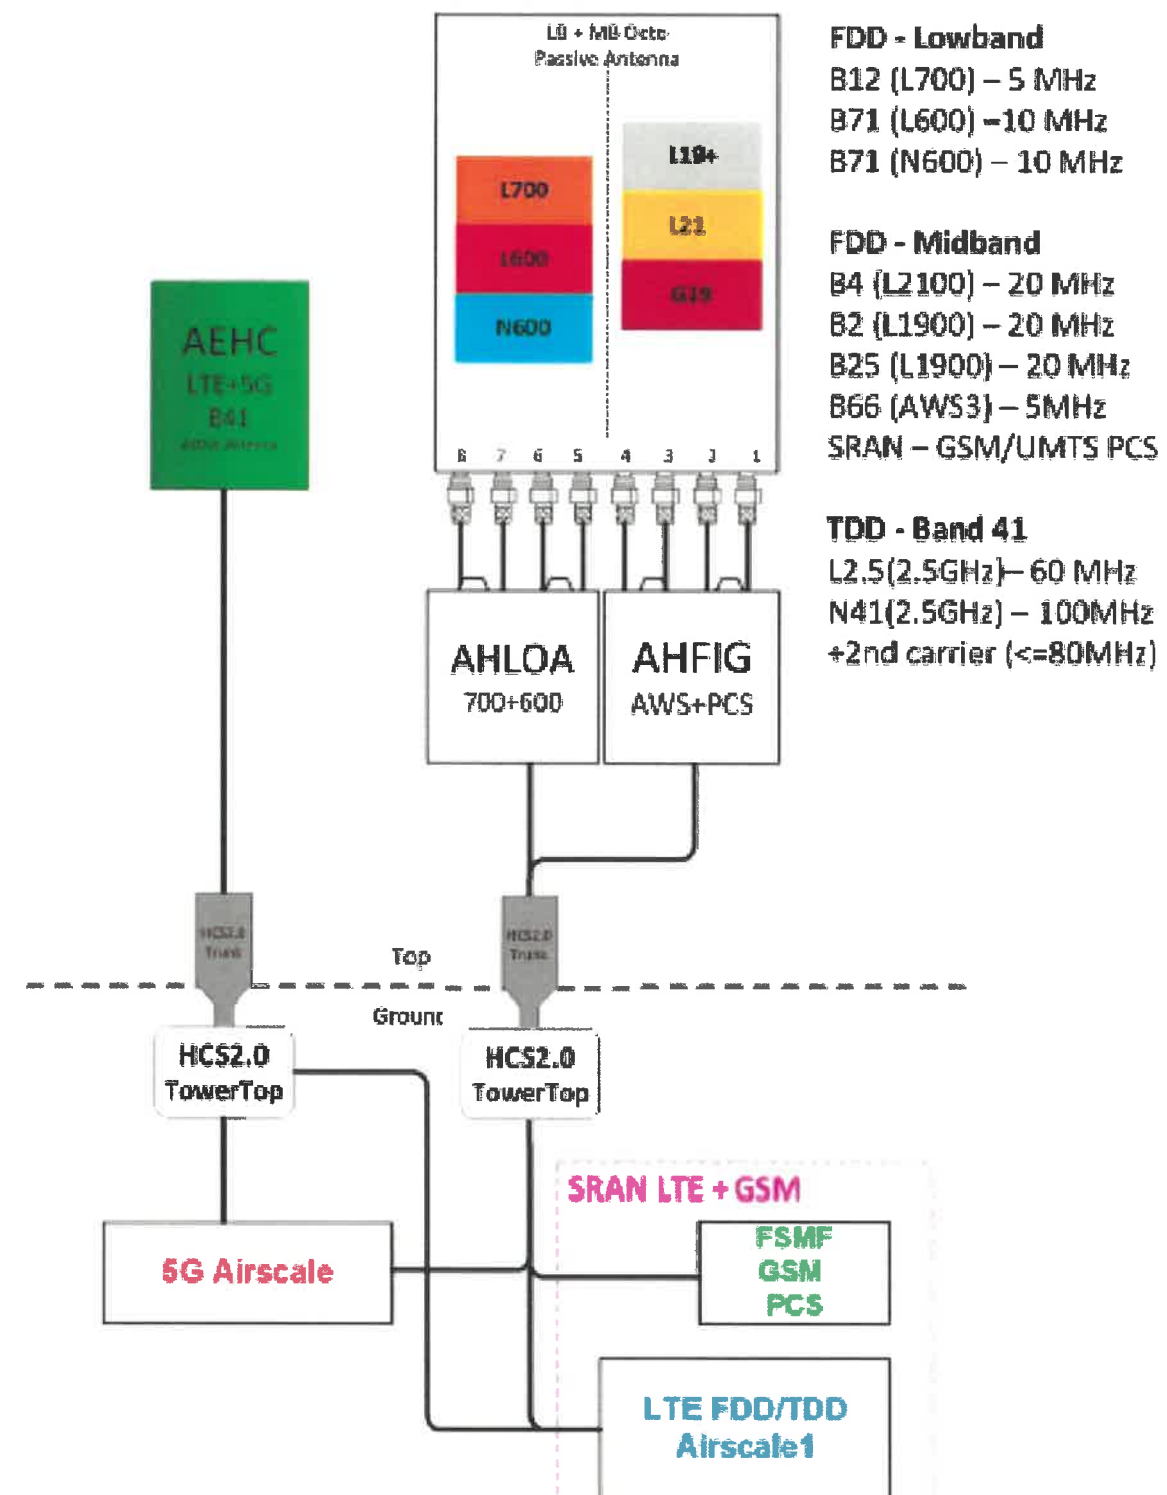 LB + MB Octo
Passive Antenna
L19+
L700
L21
L600
G19
N600
8 7 6 5 4 3 2 1
FDD - Lowband
B12 (L700) – 5 MHz
B71 (L600) –10 MHz
B71 (N600) – 10 MHz
FDD - Midband
B4 (L2100) – 20 MHz
B2 (L1900) – 20 MHz
B25 (L1900) – 20 MHz
B66 (AWS3) – 5MHz
SRAN – GSM/UMTS PCS
TDD - Band 41
L2.5(2.5GHz)– 60 MHz
N41(2.5GHz) – 100MHz
+2nd carrier (<=80MHz)
AEHC
LTE+5G
B41
Active Antenna
AHLOA
700+600
AHFIG
AWS+PCS
HCS2.0
Trunk
HCS2.0
Trunk
Top
Ground
HCS2.0
TowerTop
HCS2.0
TowerTop
SRAN LTE + GSM
5G Airscale
FSMF
GSM
PCS
LTE FDD/TDD
Airscale1